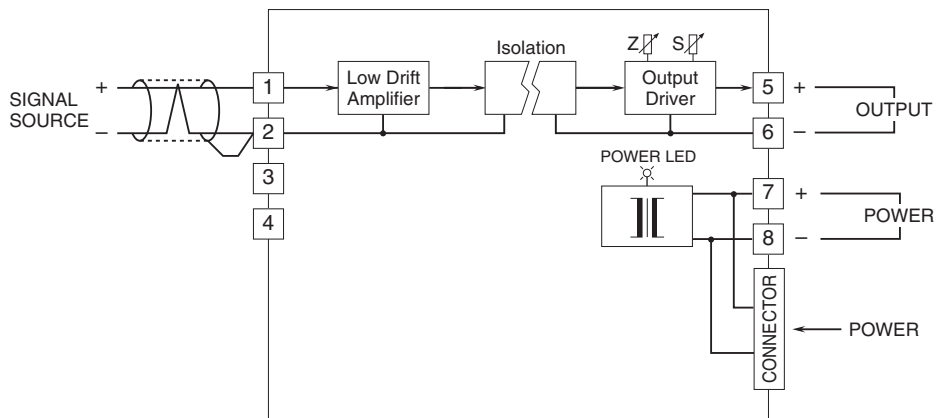 Isolation
Z S
SIGNAL
SOURCE
+
–
1
2
3
4
Low Drift
Amplifier
Output
Driver
5 +
6 –
OUTPUT
POWER LED
7 +
8 –
POWER
CONNECTOR
POWER